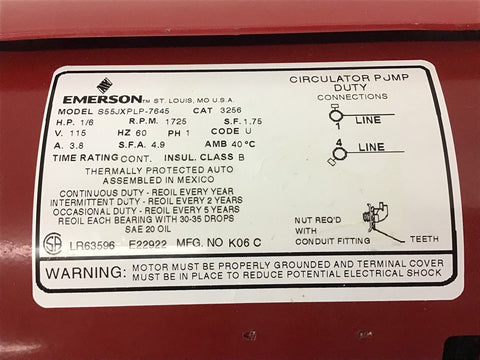 EMERSON™ ST. LOUIS, MO U.S.A.
MODEL S55JXPLP-7645 CAT 3256
H.P. 1/6 R.P.M. 1725 S.F. 1.75
V. 115 HZ 60 PH 1 CODE U
A. 3.8 S.F.A. 4.9 AMB 40°C
TIME RATING CONT. INSUL. CLASS B
THERMALLY PROTECTED AUTO
ASSEMBLED IN MEXICO
CONTINUOUS DUTY - REOIL EVERY YEAR
INTERMITTENT DUTY - REOIL EVERY 2 YEARS
OCCASIONAL DUTY - REOIL EVERY 5 YEARS
REOIL EACH BEARING WITH 30-35 DROPS
SAE 20 OIL
SA LR63596 E22922 MFG. NO K06 C
CIRCULATOR PUMP
DUTY
CONNECTIONS
1 LINE
4 LINE
NUT REQ'D
WITH
CONDUIT FITTING
TEETH
WARNING: MOTOR MUST BE PROPERLY GROUNDED AND TERMINAL COVER
MUST BE IN PLACE TO REDUCE POTENTIAL ELECTRICAL SHOCK